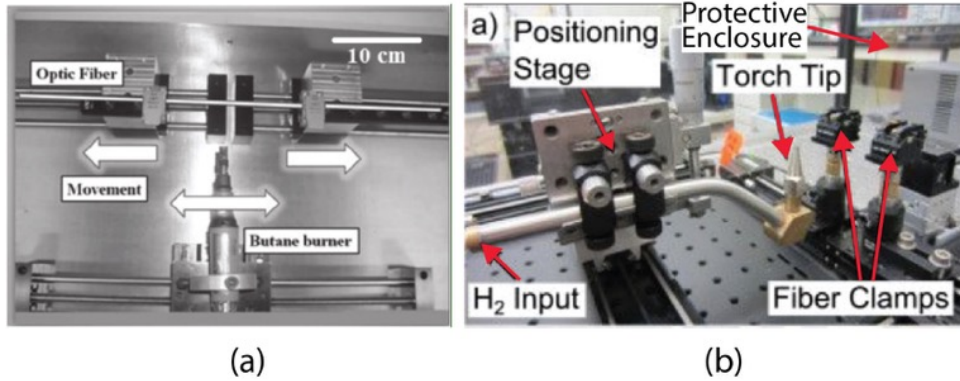 10 cm
Optic Fiber
Movement
Butane burner
(a)
a)
Positioning
Stage
Protective
Enclosure
Torch Tip
H₂ Input
Fiber Clamps
(b)